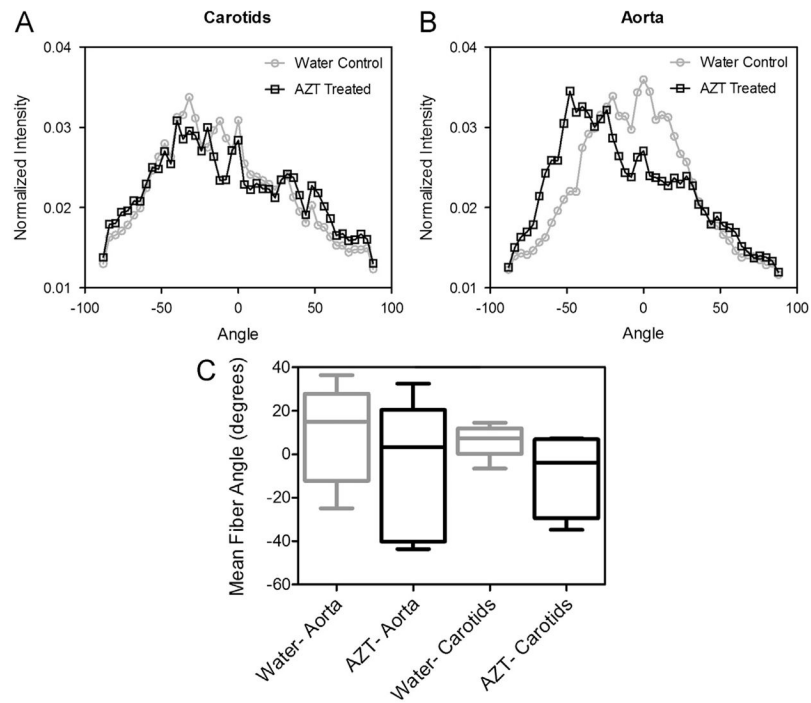 A
Carotids
0.04
0.03
0.02
0.01
Normalized Intensity
Water Control
AZT Treated
-100 -50 0 50 100
Angle
B
Aorta
0.04
0.03
0.02
0.01
Normalized Intensity
Water Control
AZT Treated
-100 -50 0 50 100
Angle
C
40
20
0
-20
-40
-60
Mean Fiber Angle (degrees)
Water- Aorta
AZT- Aorta
Water- Carotids
AZT- Carotids